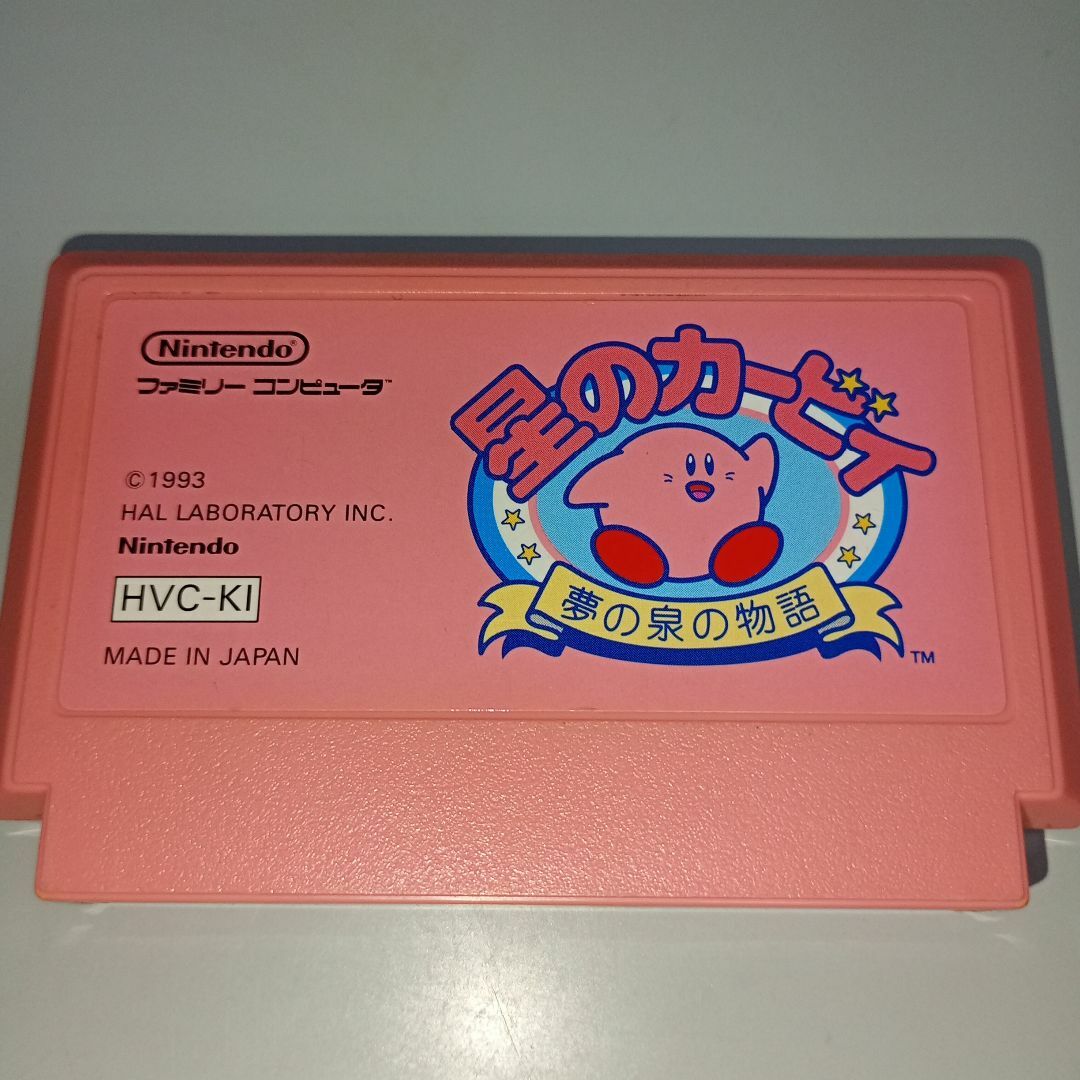 Nintendo®
ファミリー コンピュータ™
©1993
HAL LABORATORY INC.
Nintendo
HVC-KI
MADE IN JAPAN
星のカービィ
夢の泉の物語
TM